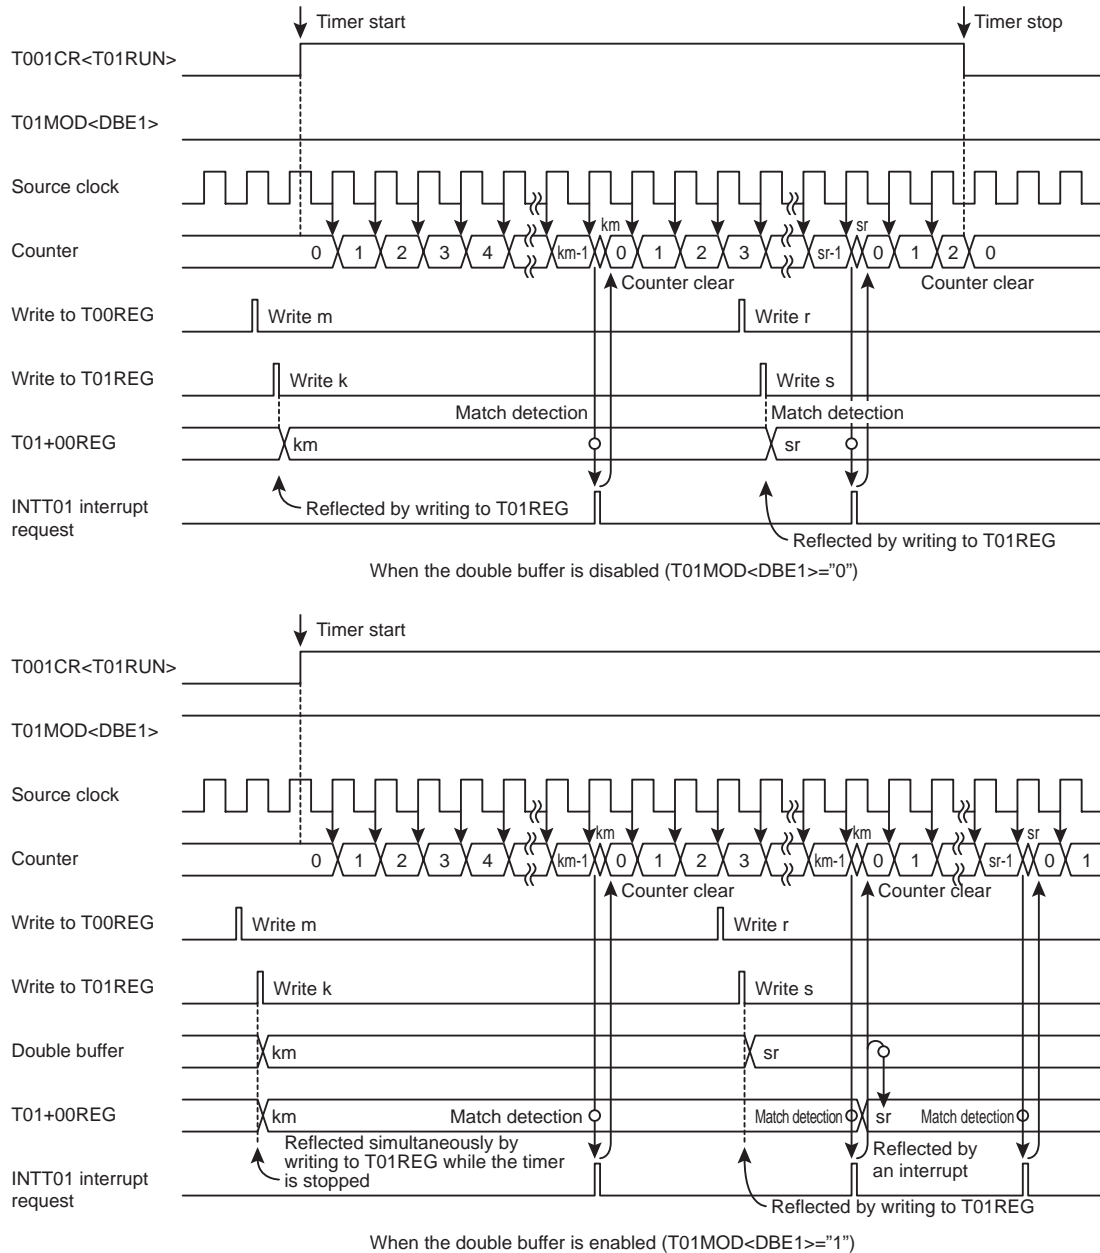 Timer start
Timer stop
T001CR<T01RUN>
T01MOD<DBE1>
Source clock
km
sr
Counter
0 1 2 3 4 km-1 0 1 2 3 sr-1 0 1 2 0
Counter clear
Counter clear
Write to T00REG
Write m
Write r
Write to T01REG
Write k
Write s
Match detection
Match detection
T01+00REG
km
sr
INTT01 interrupt
request
Reflected by writing to T01REG
Reflected by writing to T01REG
When the double buffer is disabled (T01MOD<DBE1>=”0”)
Timer start
T001CR<T01RUN>
T01MOD<DBE1>
Source clock
km
km
sr
Counter
0 1 2 3 4 km-1 0 1 2 3 km-1 0 1 sr-1 0 1
Counter clear
Counter clear
Write to T00REG
Write m
Write r
Write to T01REG
Write k
Write s
Double buffer
km
sr
T01+00REG
km
Match detection
Match detection
sr
Match detection
Reflected simultaneously by
writing to T01REG while the timer
is stopped
Reflected by
an interrupt
INTT01 interrupt
request
Reflected by writing to T01REG
When the double buffer is enabled (T01MOD<DBE1>=”1”)